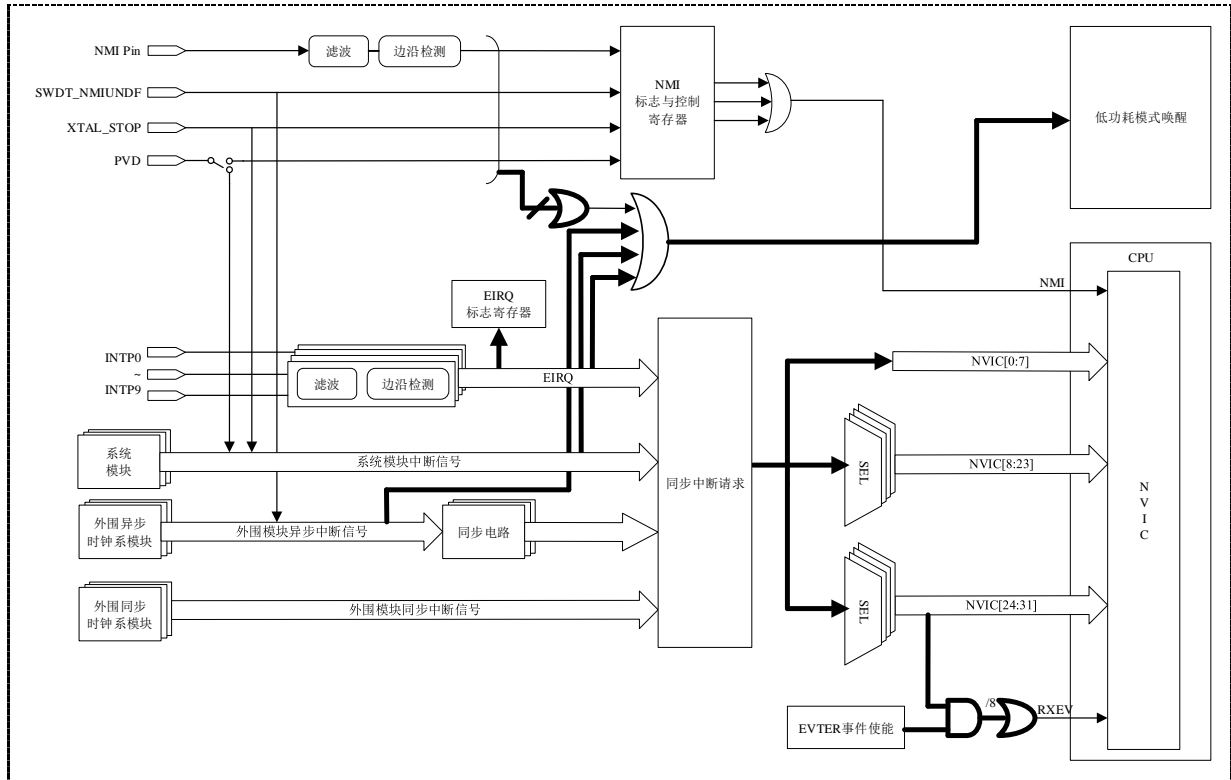 NMI Pin
滤波
边沿检测
SWDT_NMIUNDF
XTAL_STOP
PVD
NMI
标志与控制
寄存器
低功耗模式唤醒
CPU
NMI
EIRQ
标志寄存器
INTP0
~
INTP9
滤波
边沿检测
EIRQ
NVIC[0:7]
系统
模块
系统模块中断信号
同步中断请求
SEL
NVIC[8:23]
N
V
I
C
外围异步
时钟系模块
外围模块异步中断信号
同步电路
外围同步
时钟系模块
外围模块同步中断信号
SEL
NVIC[24:31]
EVTER事件使能
/8
RXEV